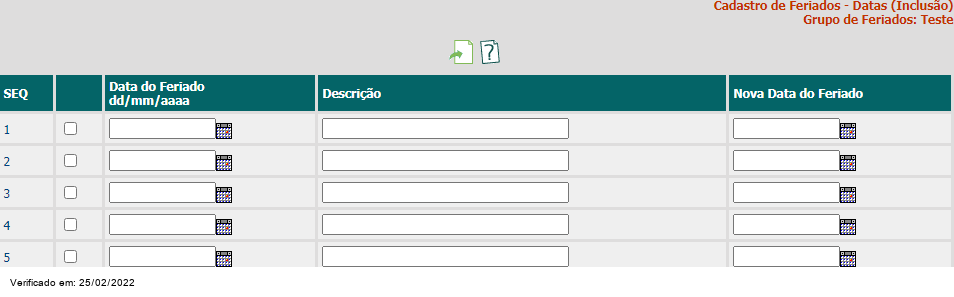 Cadastro de Feriados - Datas (Inclusão)
Grupo de Feriados: Teste
SEQ Data do Feriado Descrição Nova Data do Feriado
dd/mm/aaaa
1
2
3
4
5
Verificado em: 25/02/2022